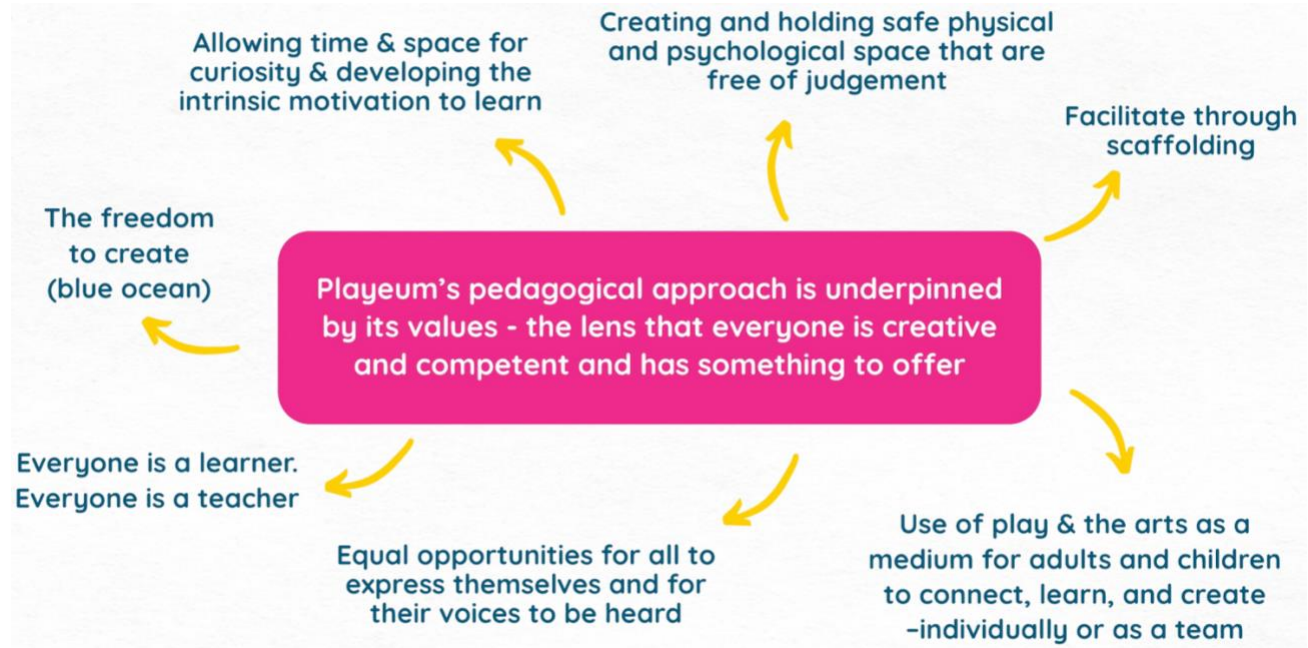 Allowing time & space for
curiosity & developing the
intrinsic motivation to learn
Creating and holding safe physical
and psychological space that are
free of judgement
Facilitate through
scaffolding
The freedom
to create
(blue ocean)
Playeum’s pedagogical approach is underpinned
by its values - the lens that everyone is creative
and competent and has something to offer
Everyone is a learner.
Everyone is a teacher
Equal opportunities for all to
express themselves and for
their voices to be heard
Use of play & the arts as a
medium for adults and children
to connect, learn, and create
–individually or as a team